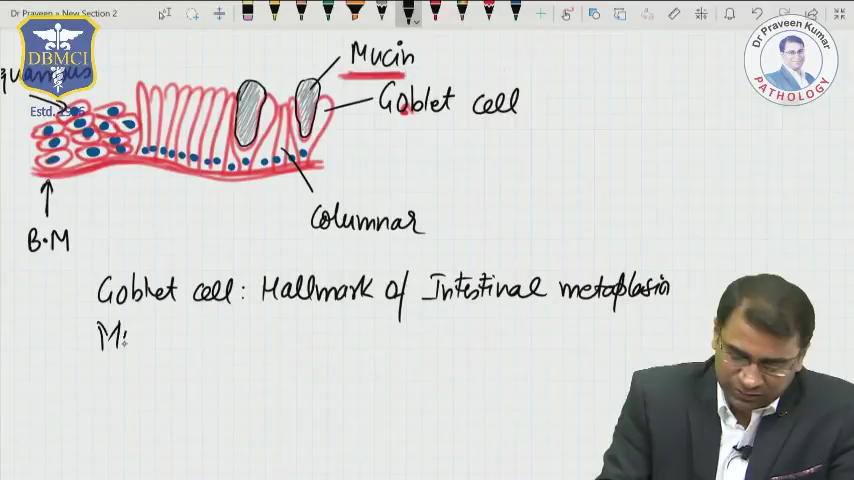 Dr Praveen » New Section 2
DBMCI
Dr Praveen Kumar
PATHOLOGY
Mucin
Goblet cell
columnar
B.M
Goblet cell: Hallmark of Intestinal metaplasia